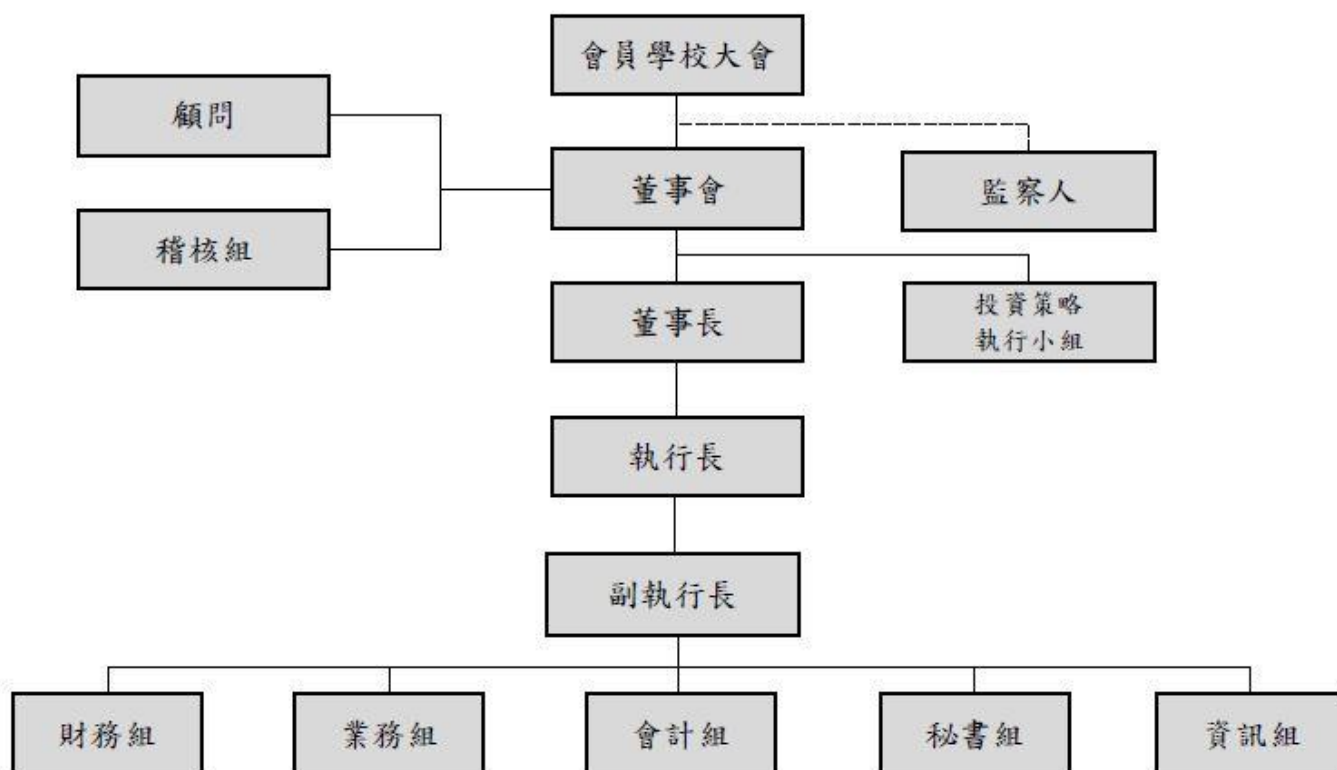 會員學校大會
顧問
董事會
監察人
稽核組
董事長
投資策略
執行小組
執行長
副執行長
財務組
業務組
會計組
秘書組
資訊組